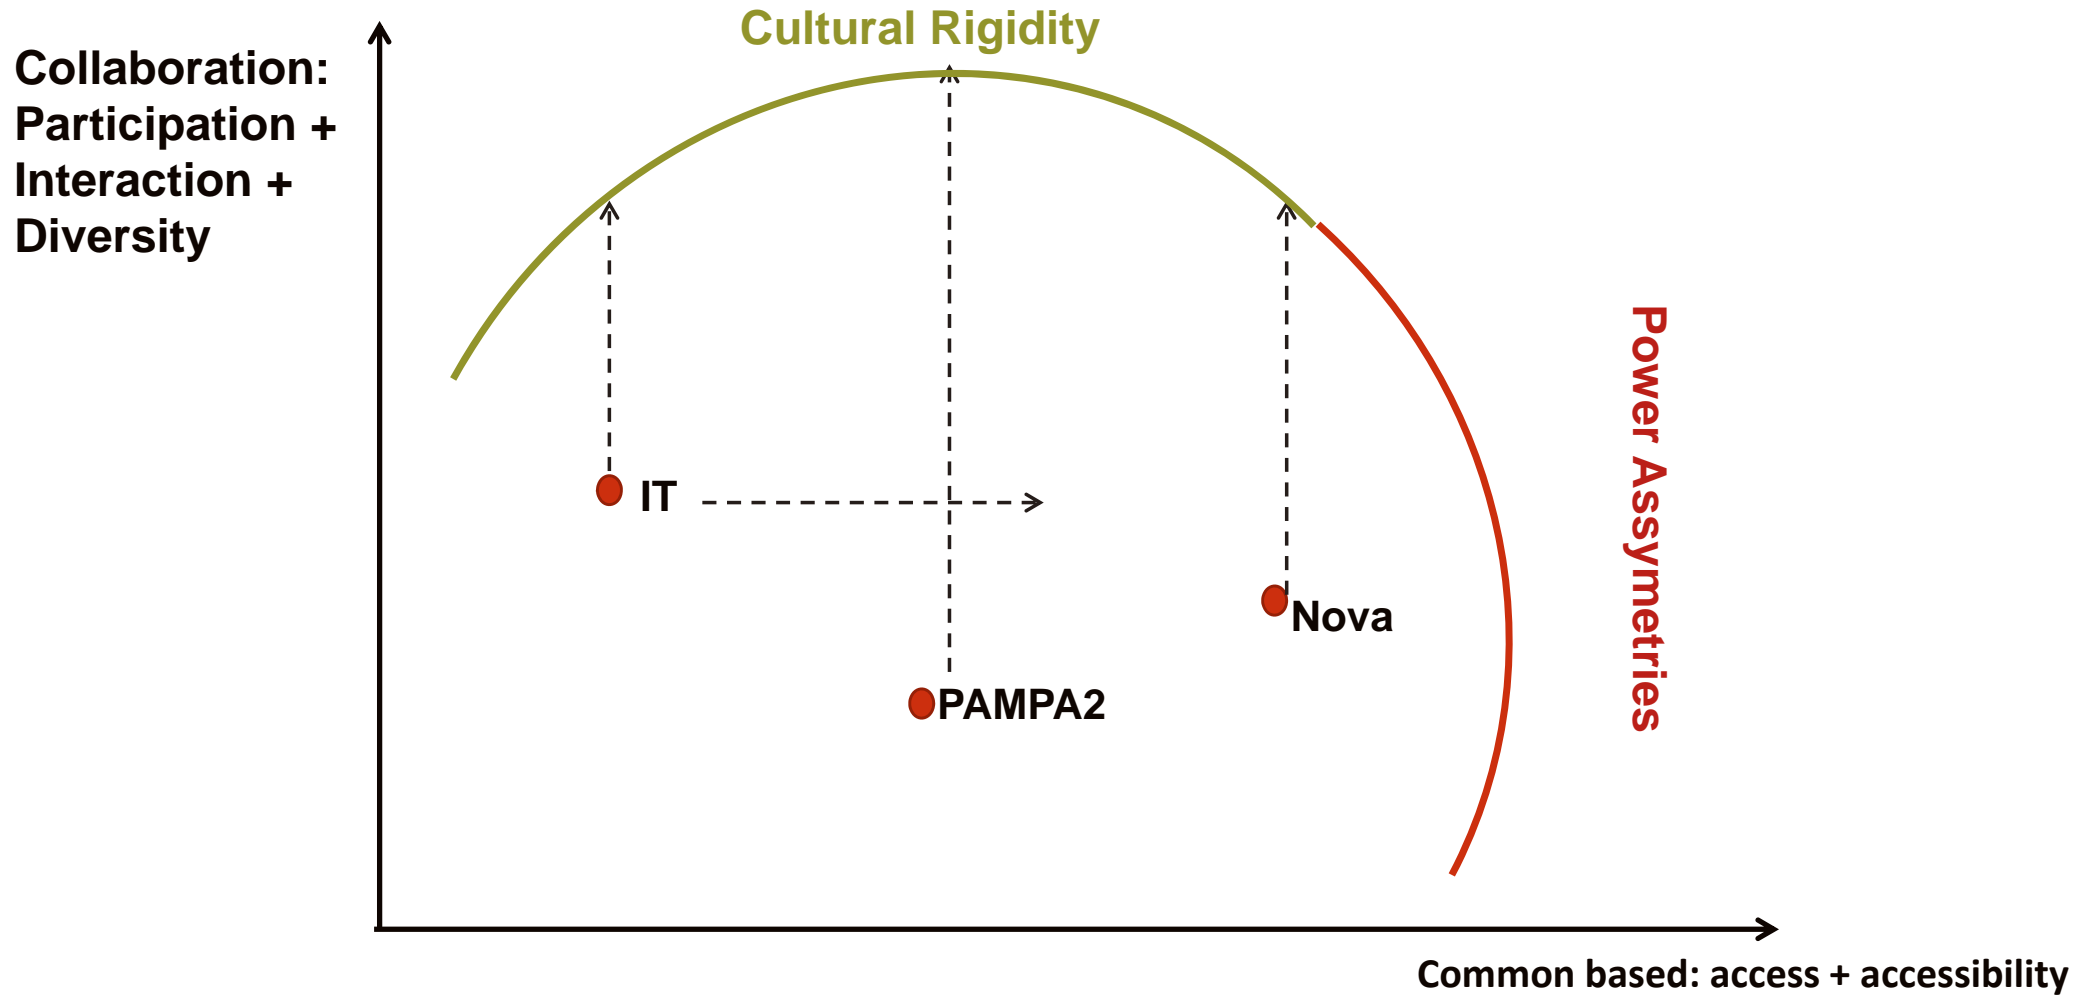 Cultural Rigidity
Collaboration:
Participation +
Interaction +
Diversity
Power Assymetries
IT
Nova
PAMPA2
Common based: access + accessibility